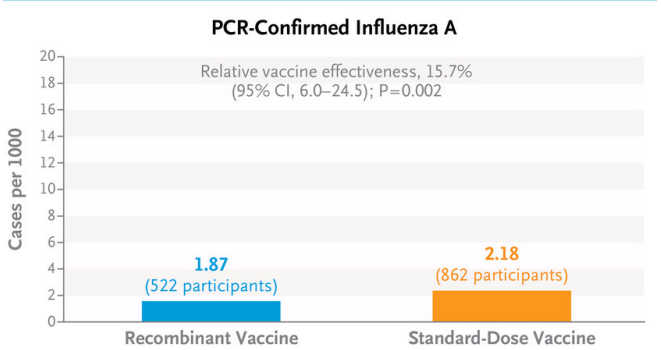 PCR-Confirmed Influenza A
Relative vaccine effectiveness, 15.7%
(95% CI, 6.0–24.5); P=0.002
Cases per 1000
20
18
16
14
12
10
8
6
4
2
0
1.87
(522 participants)
2.18
(862 participants)
Recombinant Vaccine
Standard-Dose Vaccine